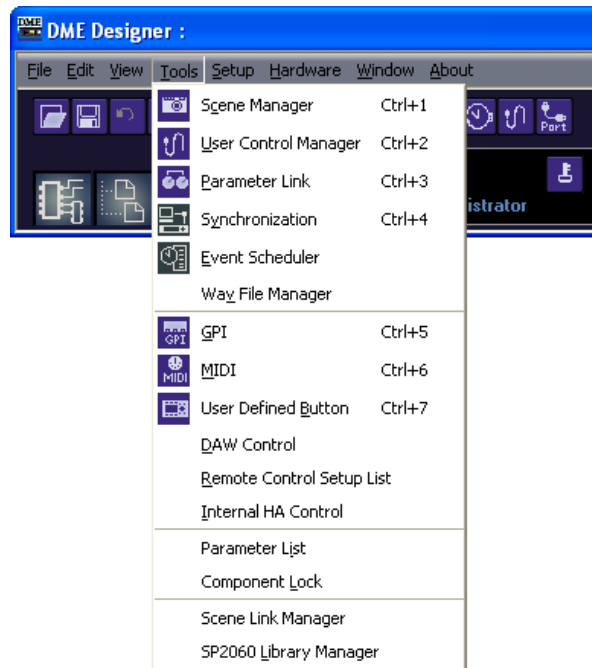 DME DME Designer :
File Edit View Tools Setup Hardware Window About
Port
istrator
Scene Manager Ctrl+1
User Control Manager Ctrl+2
Parameter Link Ctrl+3
Synchronization Ctrl+4
Event Scheduler
Wav File Manager
GPI GPI Ctrl+5
MIDI MIDI Ctrl+6
User Defined Button Ctrl+7
DAW Control
Remote Control Setup List
Internal HA Control
Parameter List
Component Lock
Scene Link Manager
SP2060 Library Manager